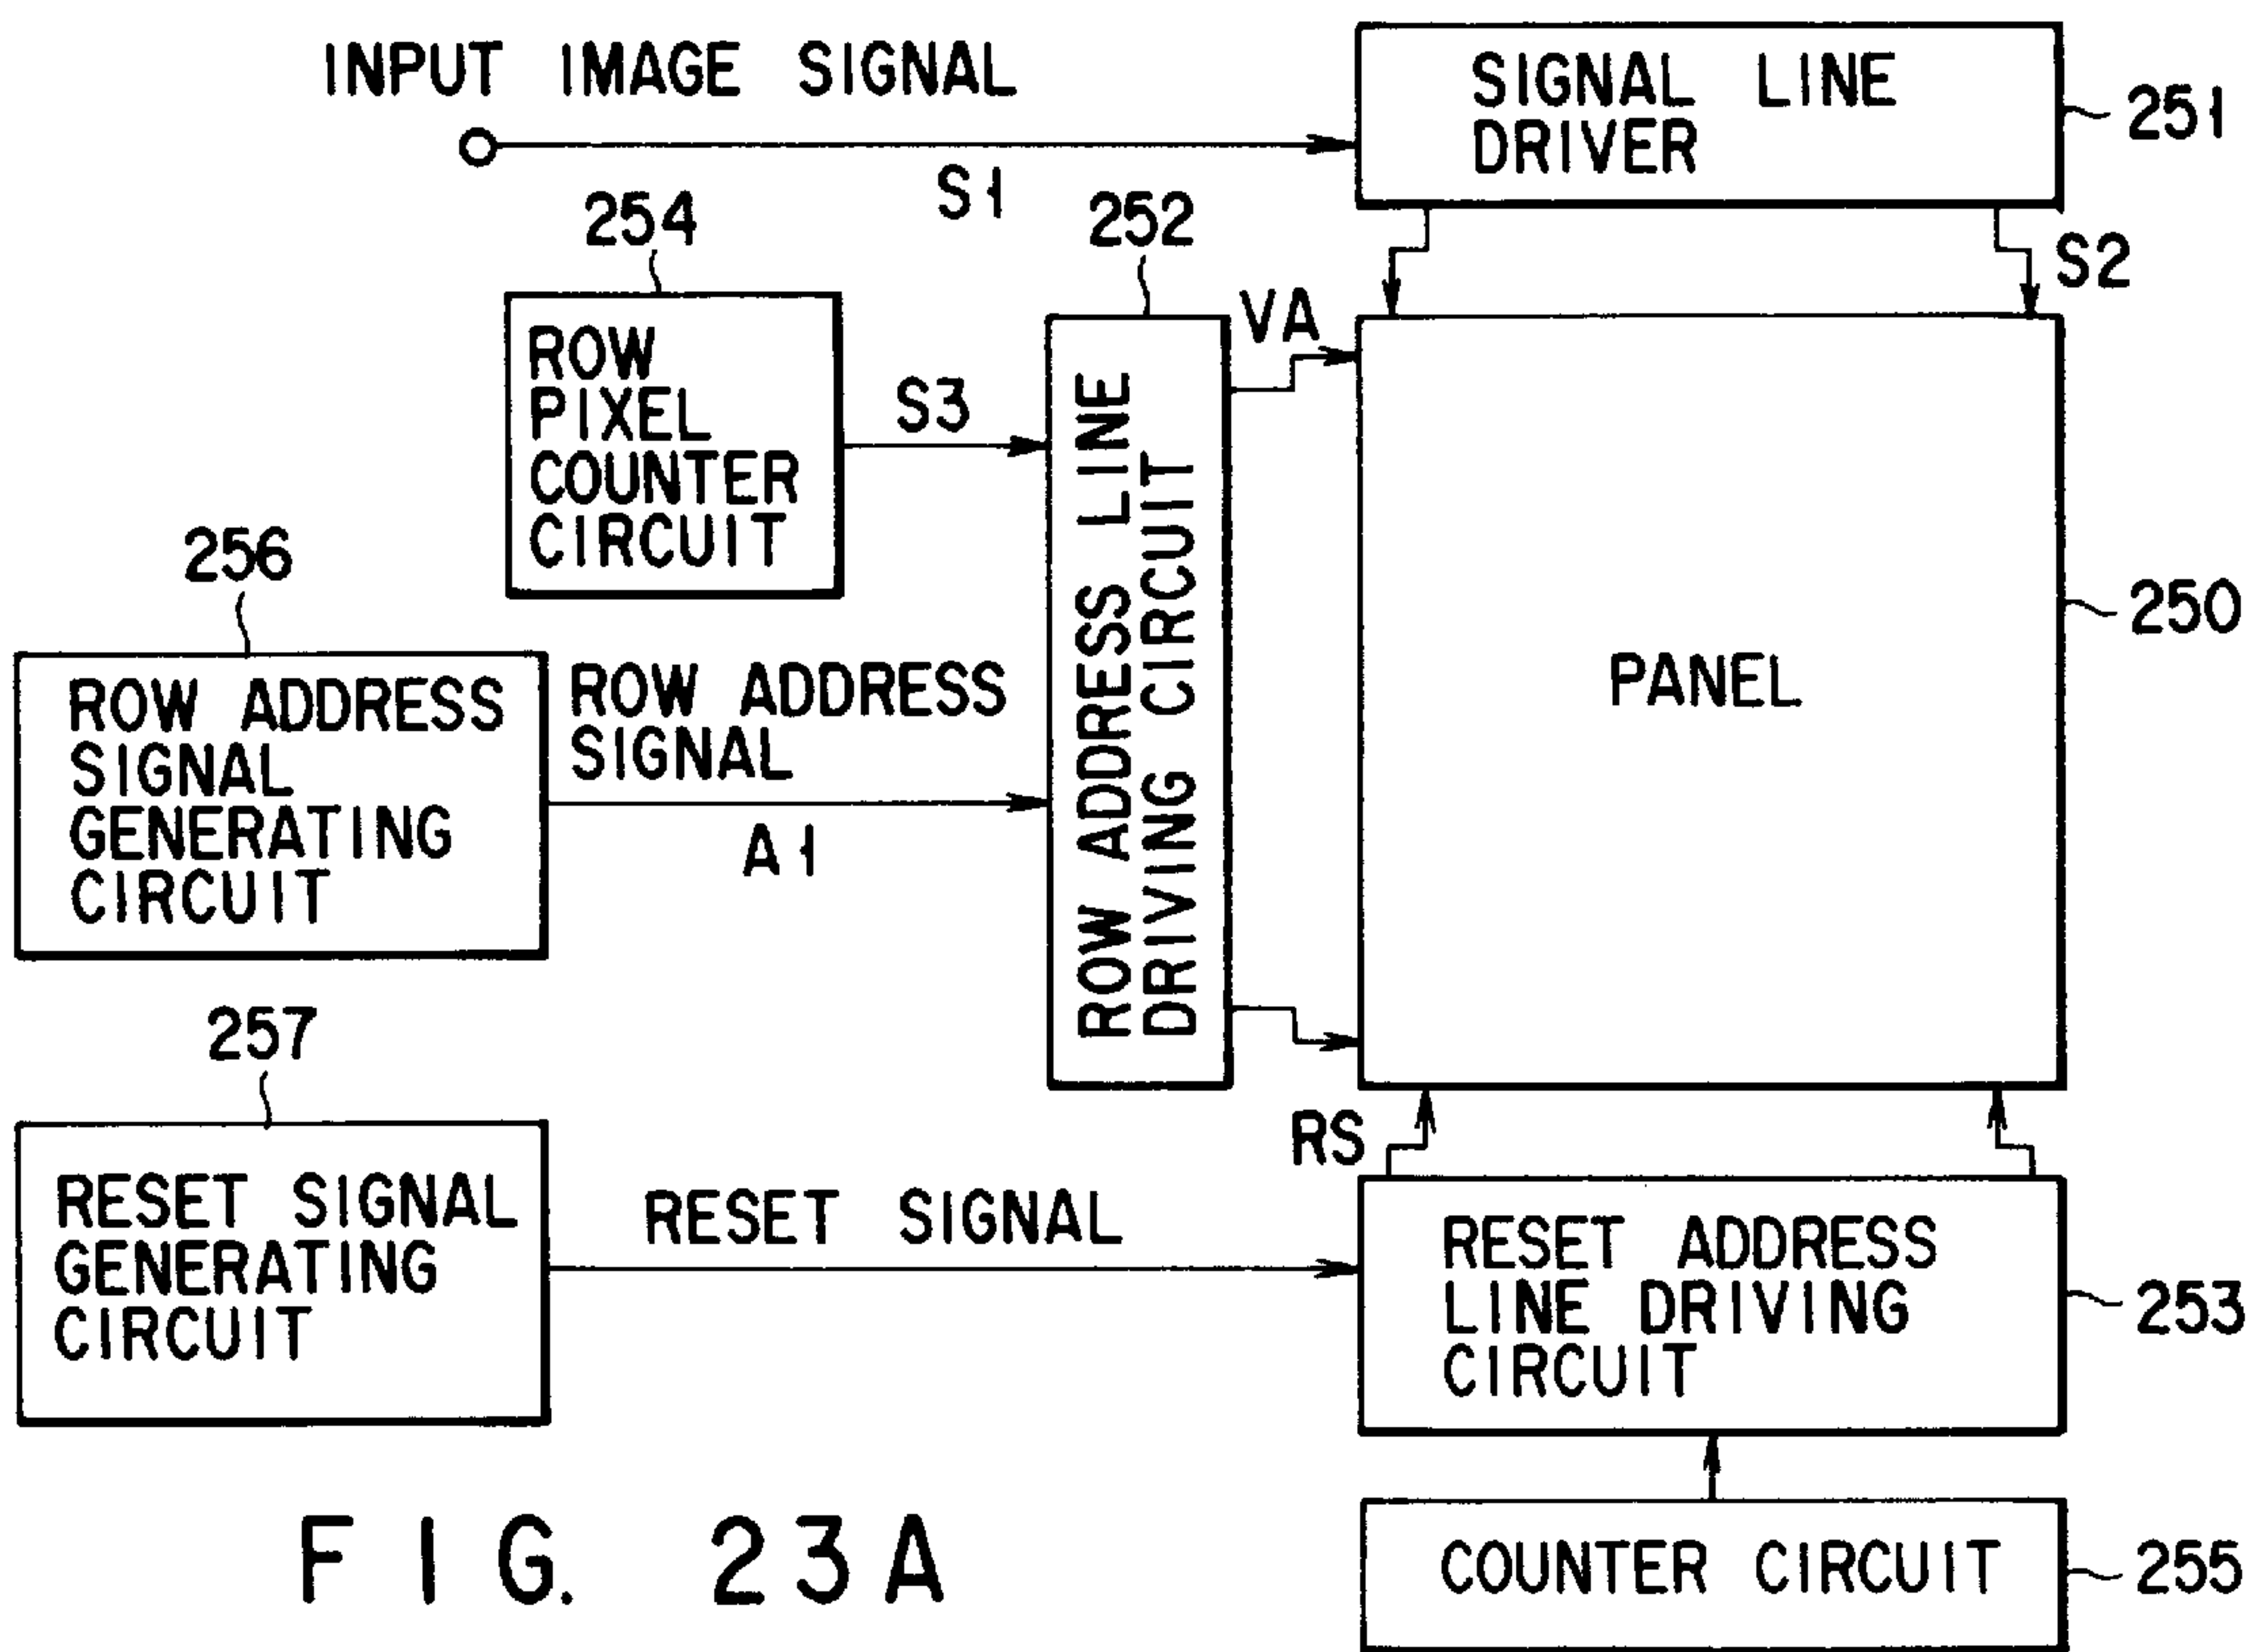 INPUT IMAGE SIGNAL
S1
SIGNAL LINE
DRIVER
251
S2
254
ROW
PIXEL
COUNTER
CIRCUIT
S3
252
ROW ADDRESS LINE
DRIVING CIRCUIT
VA
PANEL
250
256
ROW ADDRESS
SIGNAL
GENERATING
CIRCUIT
ROW ADDRESS
SIGNAL
A1
257
RESET SIGNAL
GENERATING
CIRCUIT
RESET SIGNAL
RS
RESET ADDRESS
LINE DRIVING
CIRCUIT
253
COUNTER CIRCUIT
255
FIG. 23A